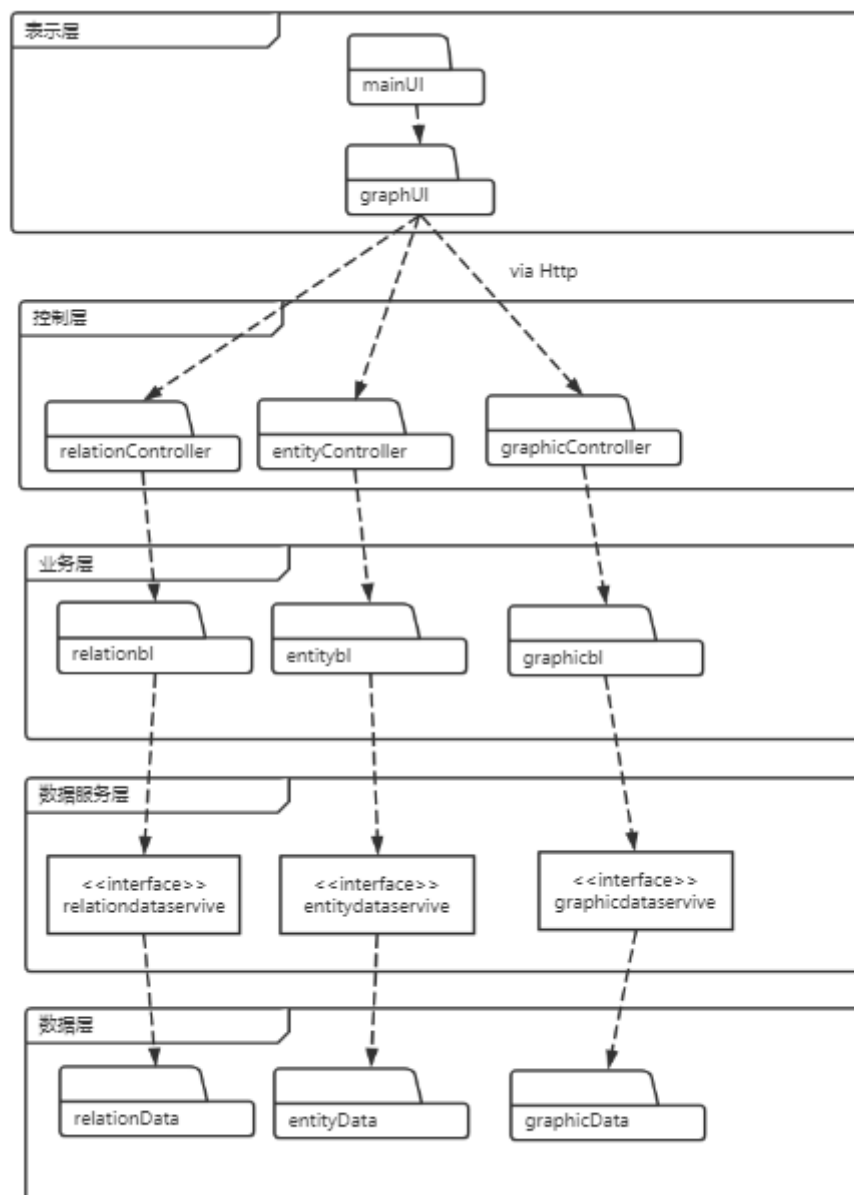 表示层
mainUI
graphUI
via Http
控制层
relationController
entityController
graphicController
业务层
relationbl
entitybl
graphicbl
数据服务层
<<interface>>
relationdataservive
<<interface>>
entitydataservive
<<interface>>
graphicdataservive
数据层
relationData
entityData
graphicData